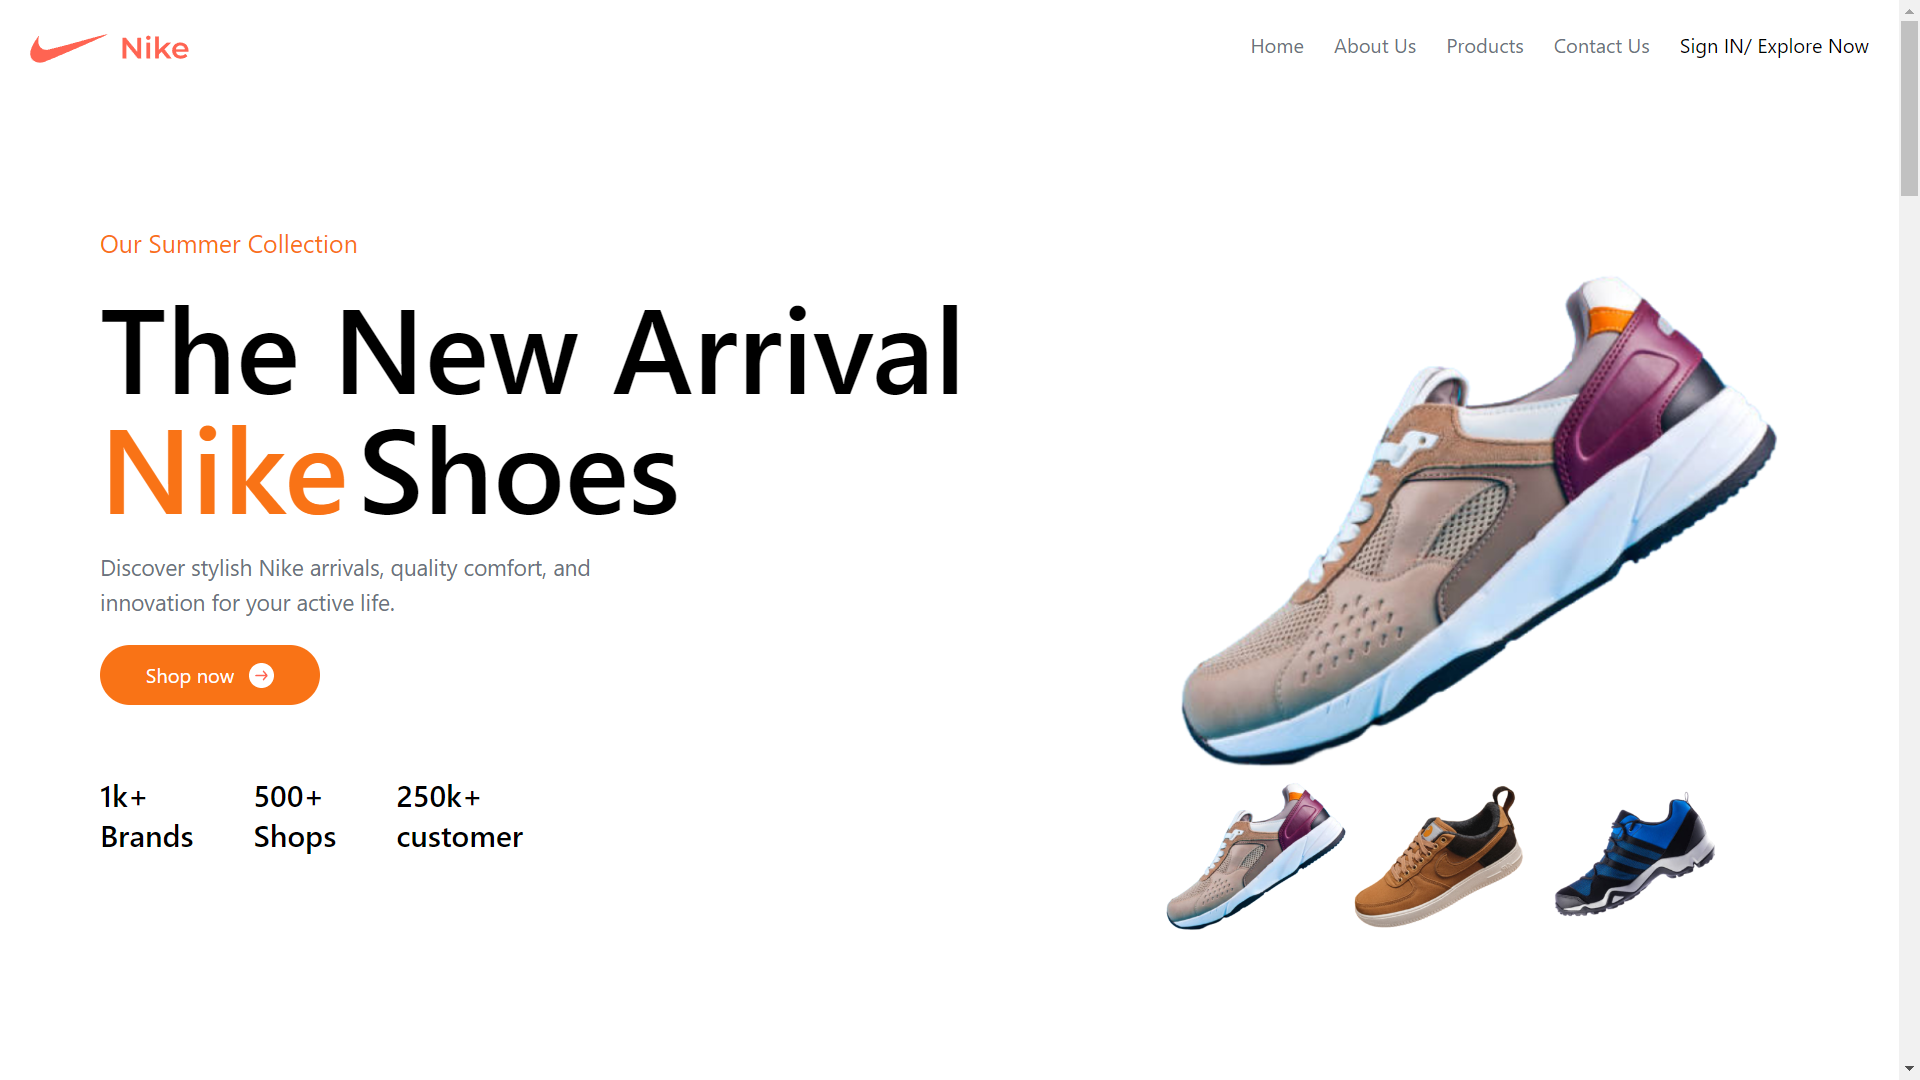 Nike
Home
About Us
Products
Contact Us
Sign IN/ Explore Now
Our Summer Collection
The New Arrival
Nike Shoes
Discover stylish Nike arrivals, quality comfort, and
innovation for your active life.
Shop now
1k+
Brands
500+
Shops
250k+
customer